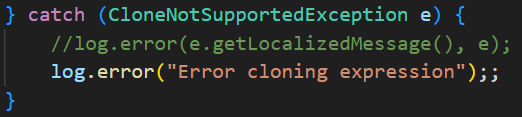 } catch (CloneNotSupportedException e) {
//log.error(e.getLocalizedMessage(), e);
log.error("Error cloning expression");;
}